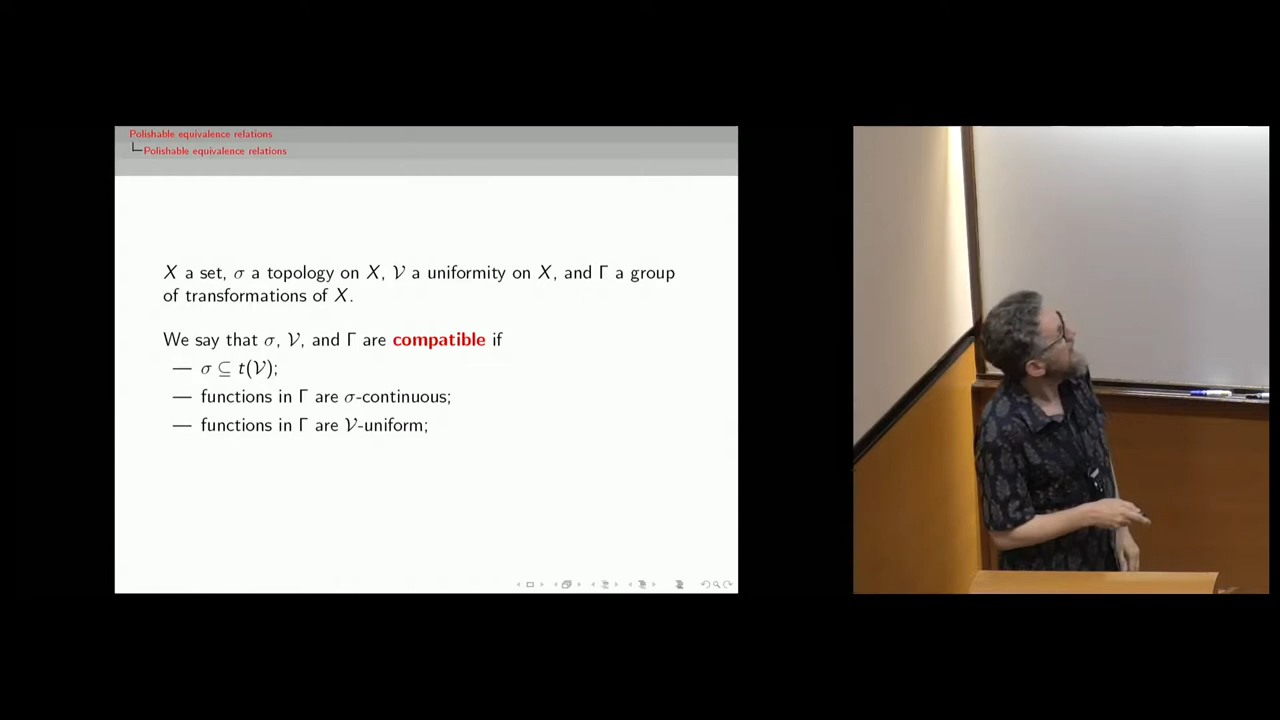 Polishable equivalence relations
Polishable equivalence relations
X a set, σ a topology on X, 𝒱 a uniformity on X, and Γ a group
of transformations of X.
We say that σ, 𝒱, and Γ are compatible if
— σ ⊆ t(𝒱);
— functions in Γ are σ-continuous;
— functions in Γ are 𝒱-uniform;